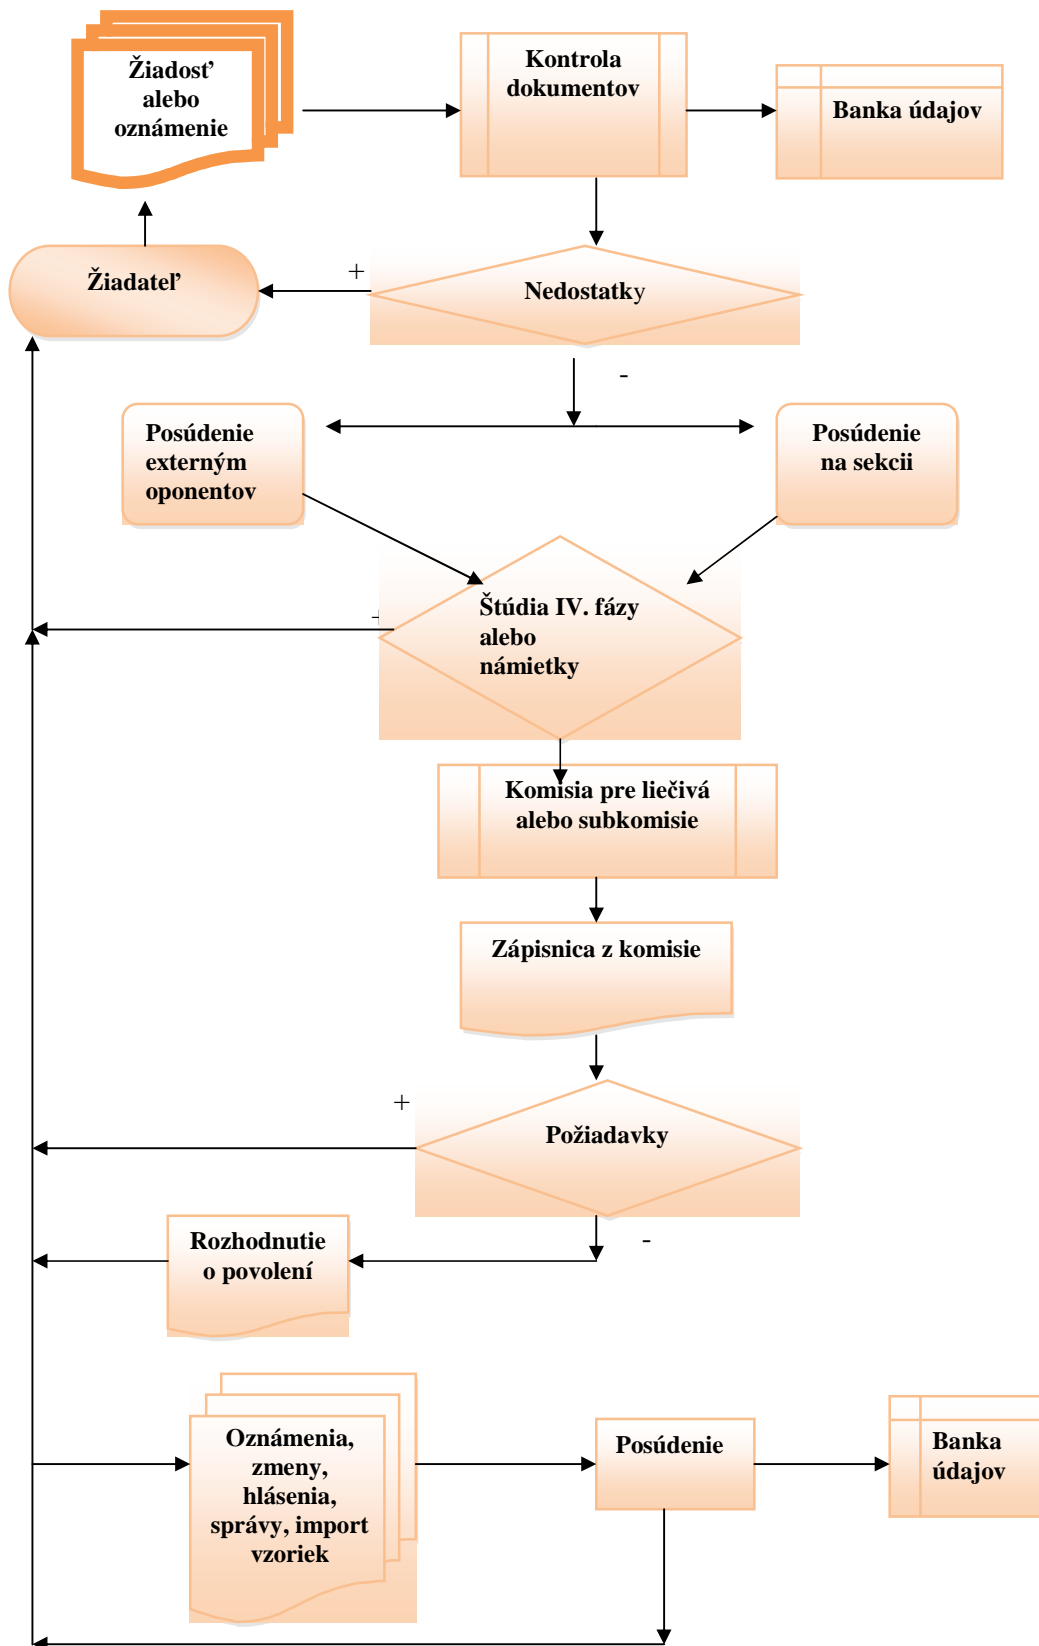 Žiadosť
alebo
oznámenie
Kontrola
dokumentov
Banka údajov
Žiadateľ
+
Nedostatky
-
Posúdenie
externým
oponentov
Posúdenie
na sekcii
+
Štúdia IV. fázy
alebo
námietky
Komisia pre liečivá
alebo subkomisie
Zápisnica z komisie
+
Požiadavky
-
Rozhodnutie
o povolení
Oznámenia,
zmeny,
hlásenia,
správy, import
vzoriek
Posúdenie
Banka
údajov